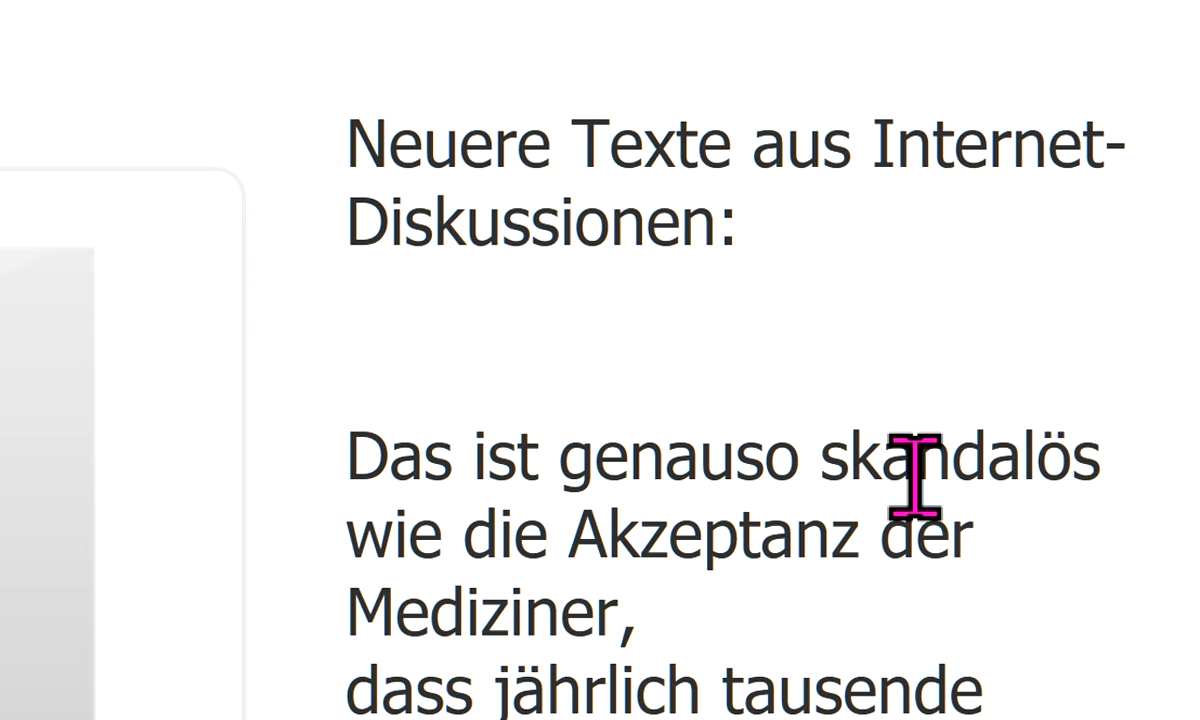 Neuere Texte aus Internet-
Diskussionen:
Das ist genauso skandalös
wie die Akzeptanz der
Mediziner,
dass jährlich tausende